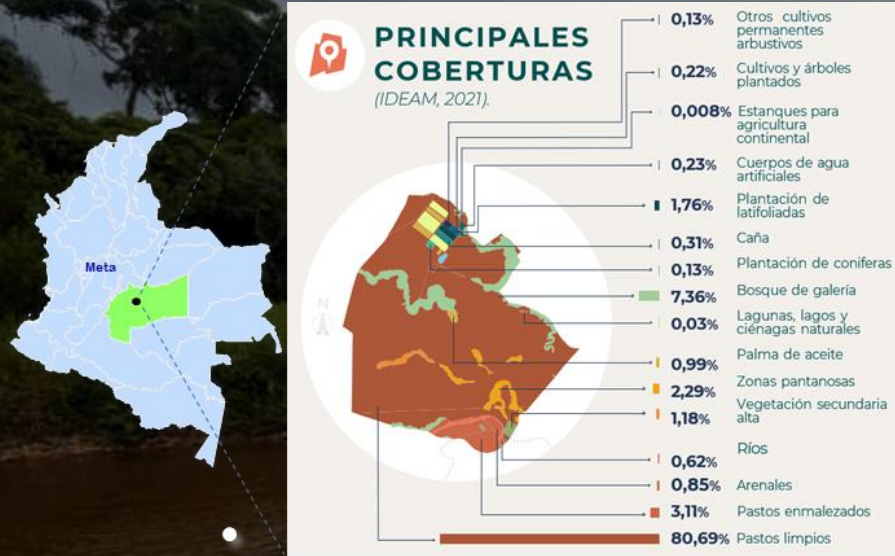 Meta
PRINCIPALES
COBERTURAS
(IDEAM, 2021).
N
0,13% Otros cultivos
permanentes
arbustivos
0,22% Cultivos y árboles
plantados
0,008% Estanques para
agricultura
continental
0,23% Cuerpos de agua
artificiales
1,76% Plantación de
latifoliadas
0,31% Caña
0,13% Plantación de coniferas
7,36% Bosque de galería
0,03% Lagunas, lagos y
ciénagas naturales
0,99% Palma de aceite
2,29% Zonas pantanosas
1,18% Vegetación secundaria
alta
0,62% Ríos
0,85% Arenales
3,11% Pastos enmalezados
80,69% Pastos limpios